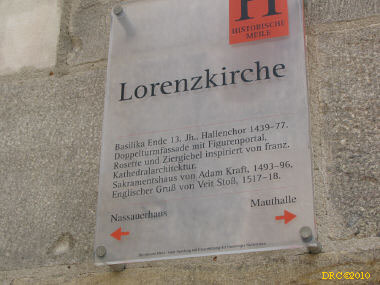 H
HISTORISCHE
MEILE
Lorenzkirche
Basilika Ende 13. Jh., Hallenchor 1439-77.
Doppelturmfassade mit Figurenportal.
Rosette und Ziergiebel inspiriert von franz.
Kathedralarchitektur.
Sakramentshaus von Adam Kraft, 1493-96.
Englischer Gruß von Veit Stoß, 1517-18.
Nassauerhaus
Mauthalle
DRC©2010